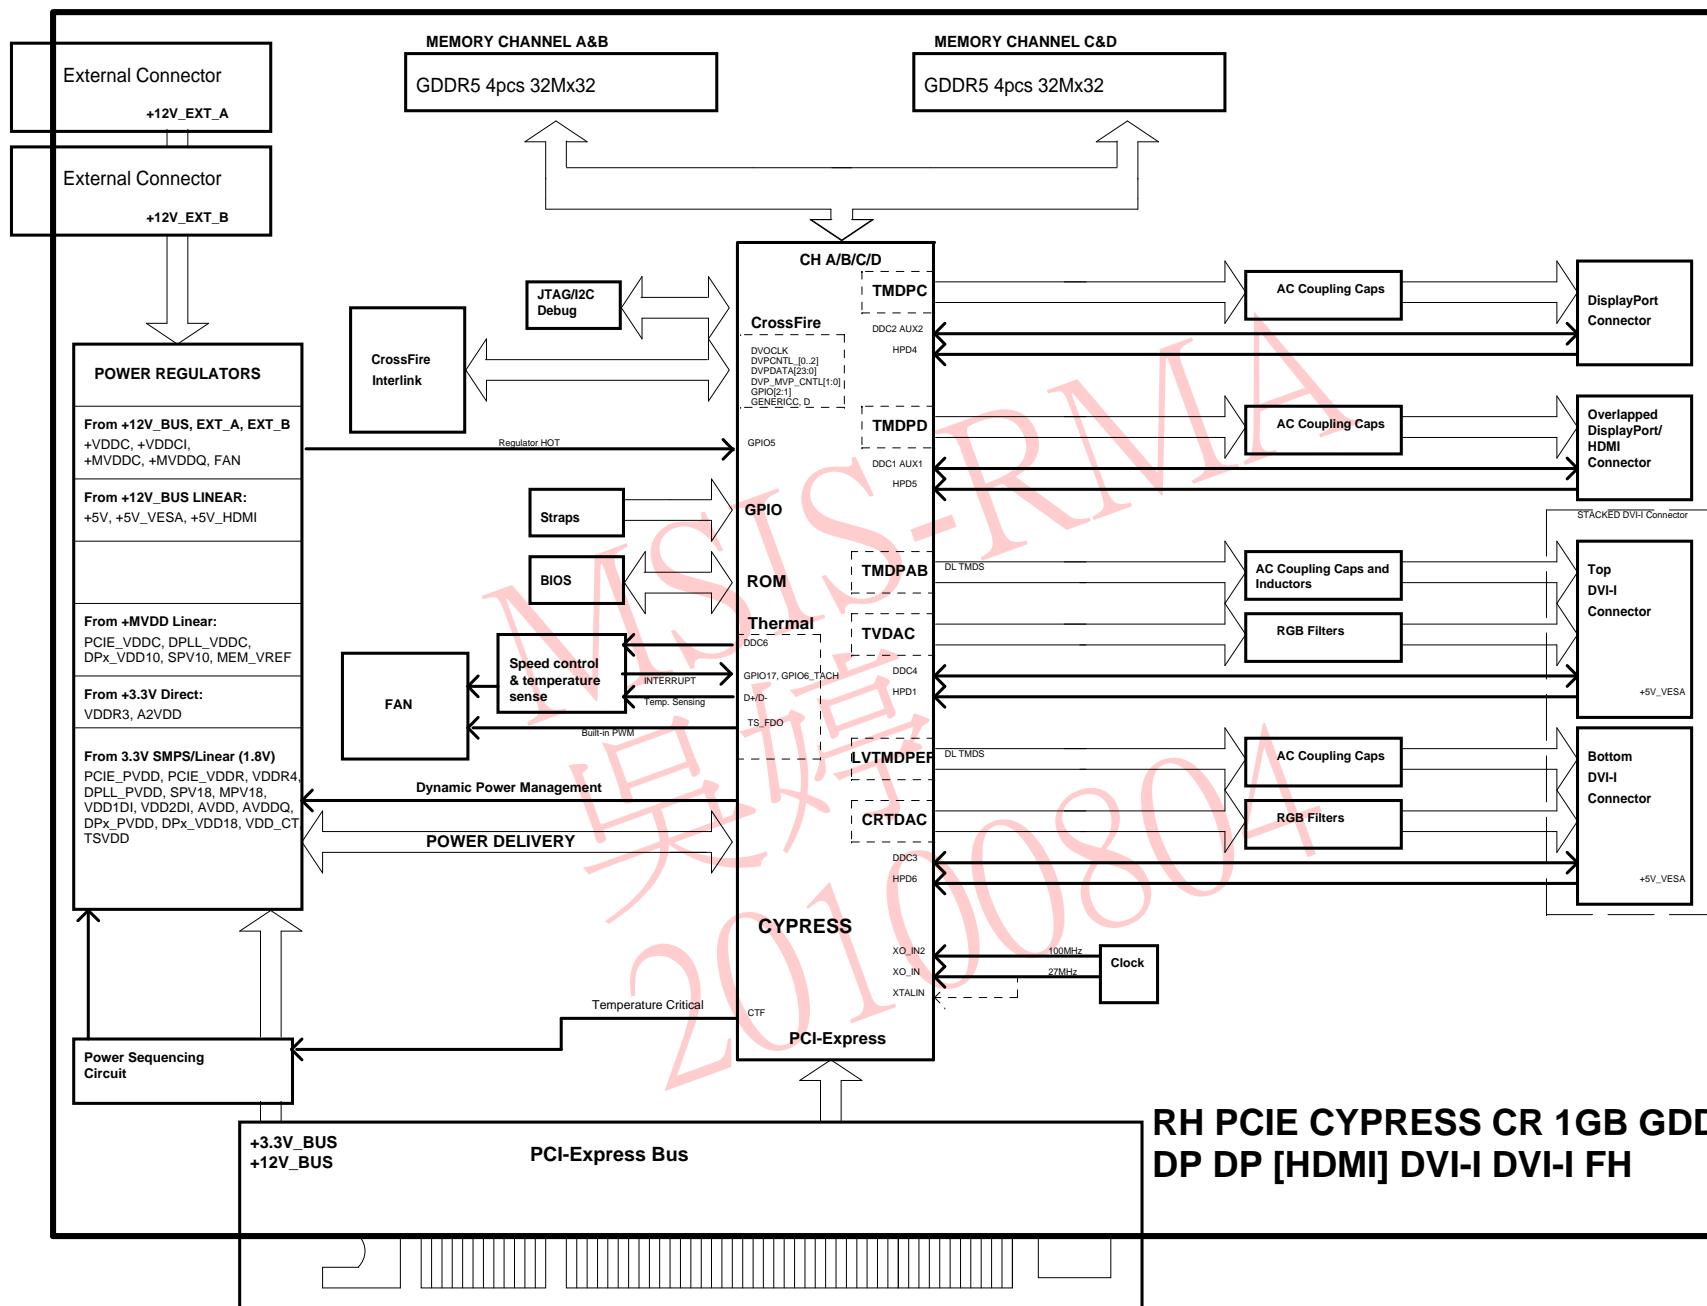 MEMORY CHANNEL A&B
MEMORY CHANNEL C&D
External Connector
+12V_EXT_A
GDDR5 4pcs 32Mx32
GDDR5 4pcs 32Mx32
External Connector
+12V_EXT_B
CH A/B/C/D
TMDPC
AC Coupling Caps
DisplayPort
Connector
DDC2 AUX2
HPD4
JTAG/I2C
Debug
CrossFire
DVOCLK
DVPCNTL_[0..2]
DVPDATA[23:0]
DVP_MVP_CNTL[1:0]
GPIO[2:1]
GENERICC, D
CrossFire
Interlink
POWER REGULATORS
From +12V_BUS, EXT_A, EXT_B
+VDDC, +VDDCI,
+MVDDC, +MVDDQ, FAN
Regulator HOT
GPIO5
TMDPD
AC Coupling Caps
Overlapped
DisplayPort/
HDMI
Connector
DDC1 AUX1
HPD5
From +12V_BUS LINEAR:
+5V, +5V_VESA, +5V_HDMI
Straps
GPIO
STACKED DVI-I Connector
BIOS
ROM
TMDPAB
DL TMDS
AC Coupling Caps and
Inductors
Top
DVI-I
Connector
From +MVDD Linear:
PCIE_VDDC, DPLL_VDDC,
DPx_VDD10, SPV10, MEM_VREF
Thermal
TVDAC
RGB Filters
DDC6
Speed control
& temperature
sense
INTERRUPT
GPIO17, GPIO6_TACH
Temp. Sensing
D+/D-
DDC4
HPD1
+5V_VESA
From +3.3V Direct:
VDDR3, A2VDD
FAN
Built-in PWM
TS_FDO
From 3.3V SMPS/Linear (1.8V)
PCIE_PVDD, PCIE_VDDR, VDDR4,
DPLL_PVDD, SPV18, MPV18,
VDD1DI, VDD2DI, AVDD, AVDDQ,
DPx_PVDD, DPx_VDD18, VDD_CT
TSVDD
LVTMDPEF
DL TMDS
AC Coupling Caps
Bottom
DVI-I
Connector
Dynamic Power Management
CRTDAC
RGB Filters
POWER DELIVERY
DDC3
HPD6
+5V_VESA
CYPRESS
XO_IN2
100MHz
XO_IN
27MHz
XTALIN
Clock
Temperature Critical
CTF
PCI-Express
Power Sequencing
Circuit
+3.3V_BUS
+12V_BUS
PCI-Express Bus
RH PCIE CYPRESS CR 1GB GDD
DP DP [HDMI] DVI-I DVI-I FH
MSIS-RMA
吳婷
20100804